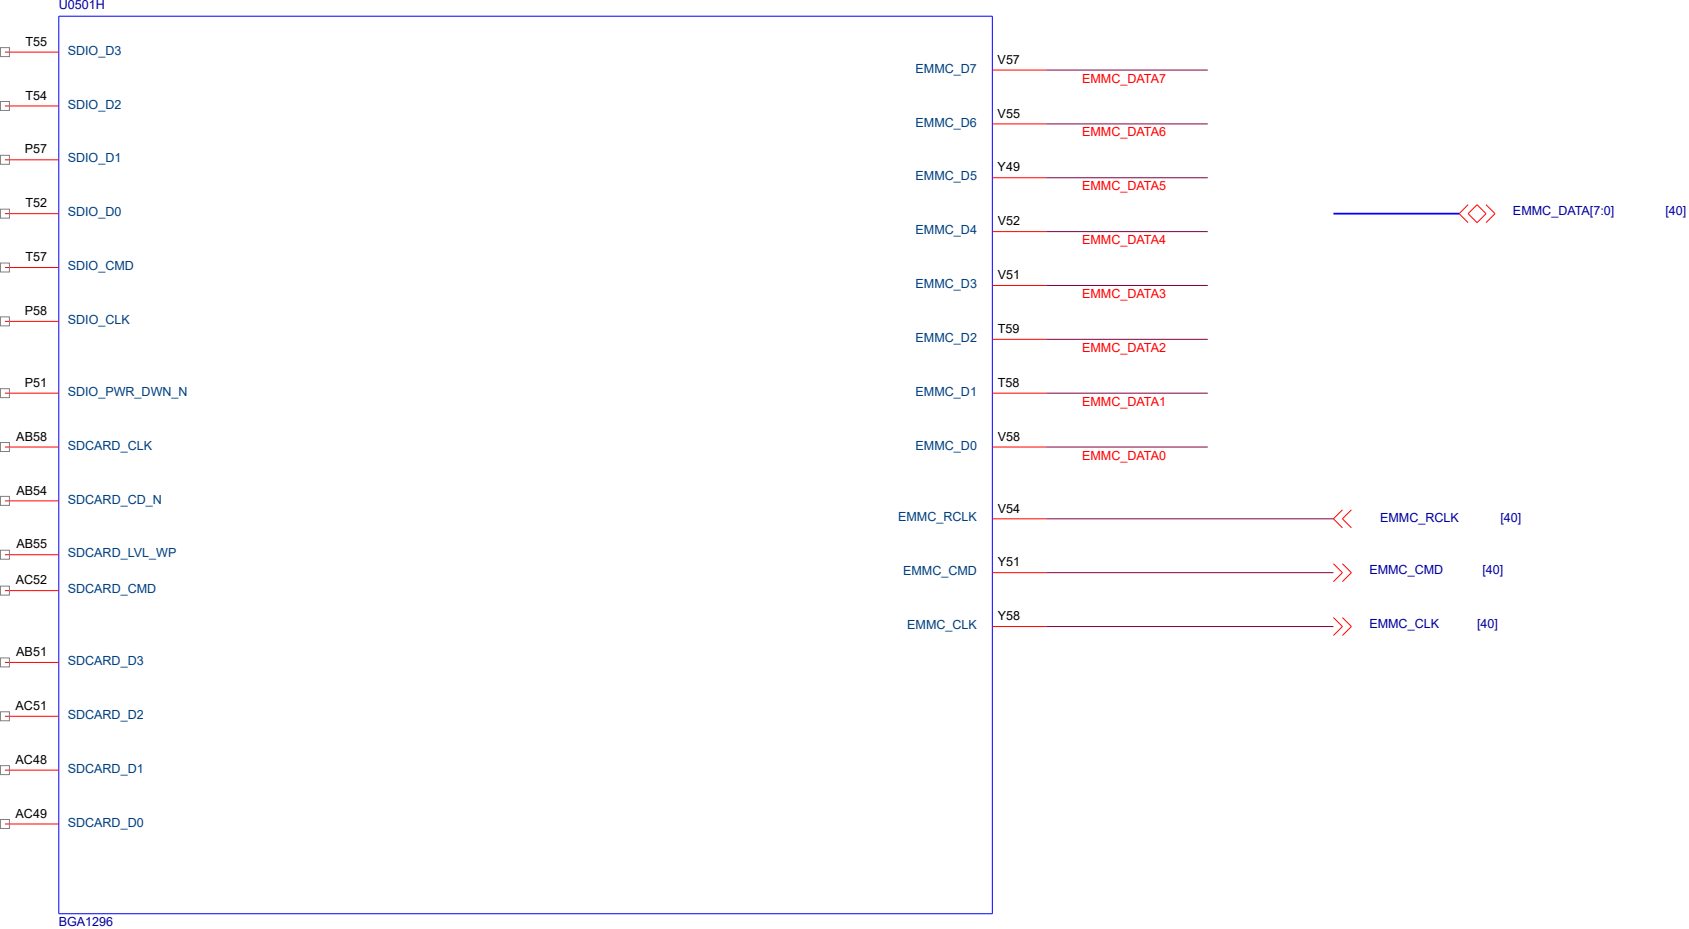 U0501H
T55 SDIO_D3
T54 SDIO_D2
P57 SDIO_D1
T52 SDIO_D0
T57 SDIO_CMD
P58 SDIO_CLK
P51 SDIO_PWR_DWN_N
AB58 SDCARD_CLK
AB54 SDCARD_CD_N
AB55 SDCARD_LVL_WP
AC52 SDCARD_CMD
AB51 SDCARD_D3
AC51 SDCARD_D2
AC48 SDCARD_D1
AC49 SDCARD_D0
EMMC_D7 V57 EMMC_DATA7
EMMC_D6 V55 EMMC_DATA6
EMMC_D5 Y49 EMMC_DATA5
EMMC_D4 V52 EMMC_DATA4
EMMC_D3 V51 EMMC_DATA3
EMMC_D2 T59 EMMC_DATA2
EMMC_D1 T58 EMMC_DATA1
EMMC_D0 V58 EMMC_DATA0
EMMC_DATA[7:0] [40]
EMMC_RCLK V54 EMMC_RCLK [40]
EMMC_CMD Y51 EMMC_CMD [40]
EMMC_CLK Y58 EMMC_CLK [40]
BGA1296